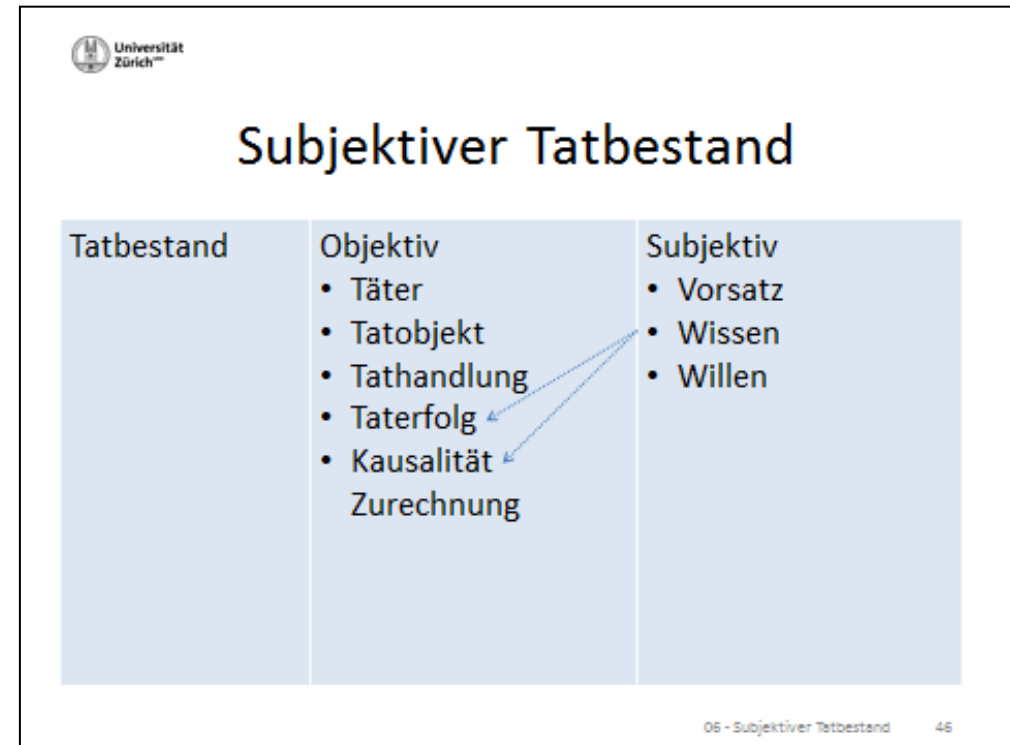 Universität
Zürich UZH
Subjektiver Tatbestand
Tatbestand
Objektiv
• Täter
• Tatobjekt
• Tathandlung
• Taterfolg
• Kausalität
Zurechnung
Subjektiv
• Vorsatz
• Wissen
• Willen
06 - Subjektiver Tatbestand 46